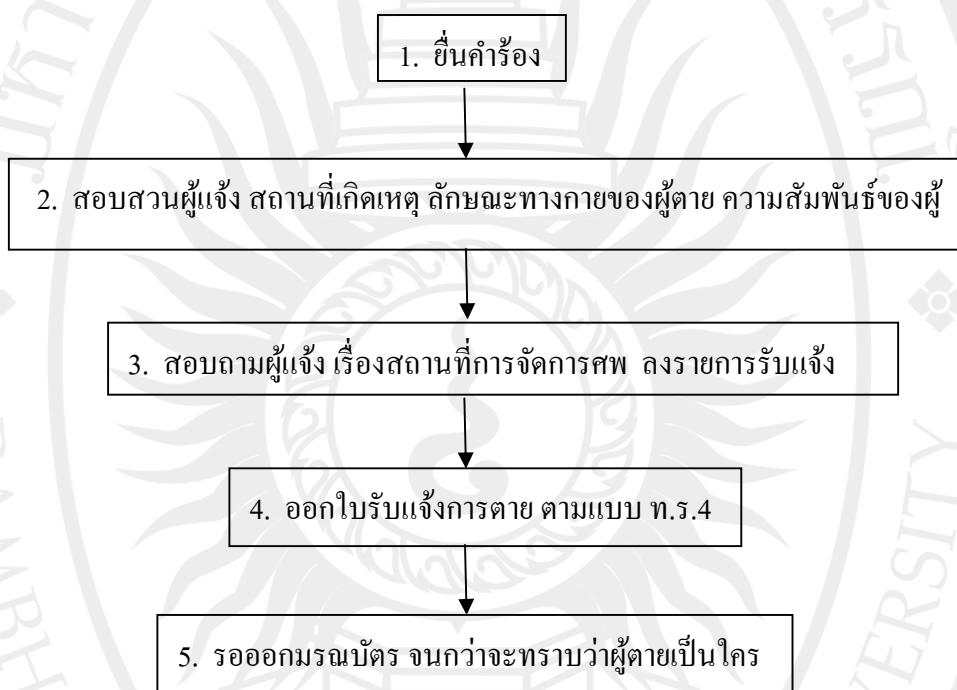 1. ยื่นคำร้อง
2. สอบสวนผู้แจ้ง สถานที่เกิดเหตุ ลักษณะทางกายของผู้ตาย ความสัมพันธ์ของผู้
3. สอบถามผู้แจ้ง เรื่องสถานที่การจัดการศพ ลงรายการรับแจ้ง
4. ออกใบรับแจ้งการตาย ตามแบบ ท.ร.4
5. รอออกมรณบัตร จนกว่าจะทราบว่าผู้ตายเป็นใคร